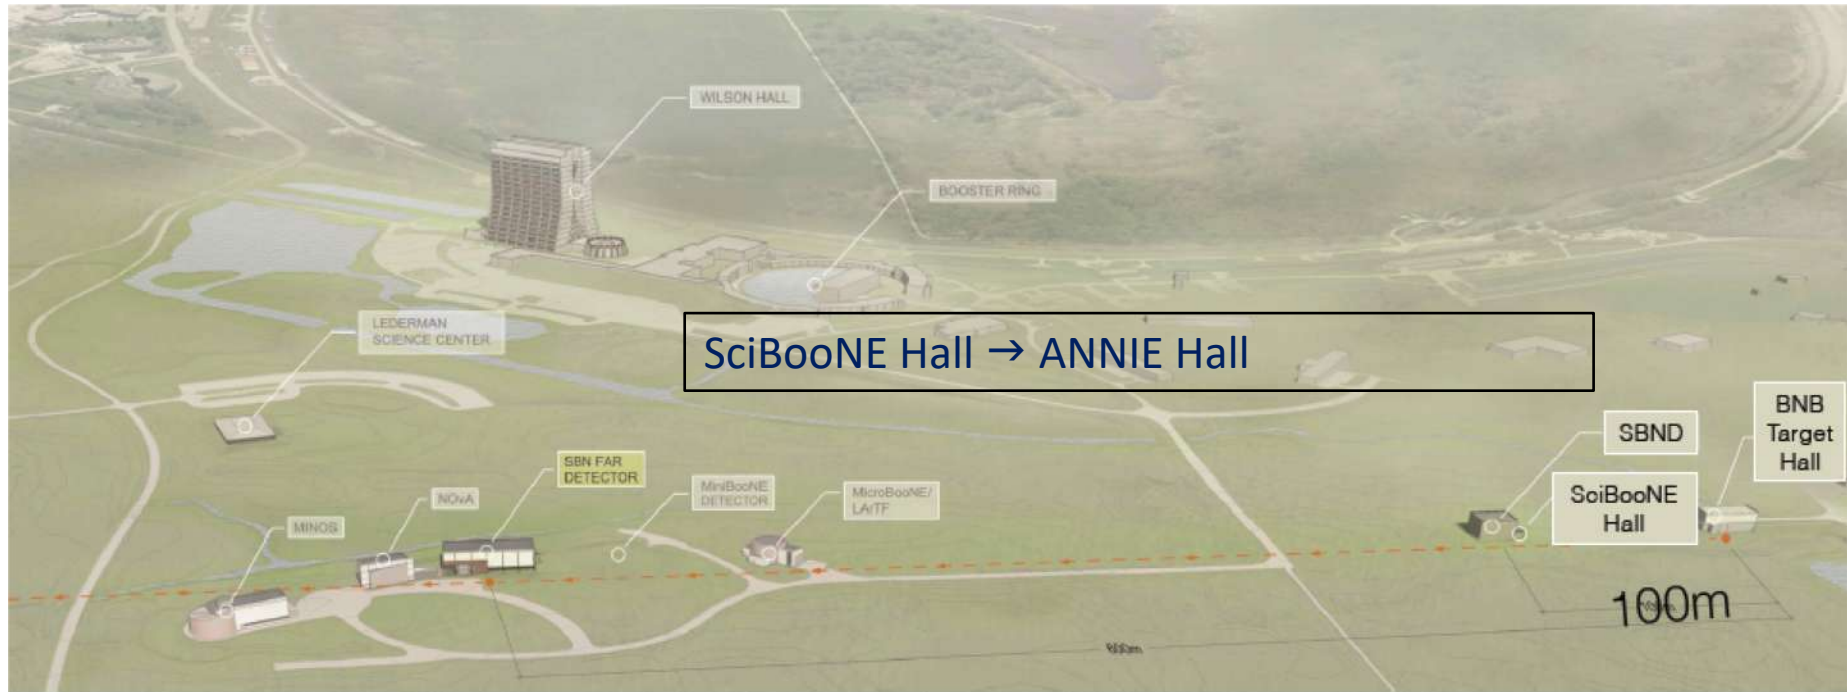 WILSON HALL
BOOSTER RING
LEDERMAN
SCIENCE CENTER
SciBooNE Hall → ANNIE Hall
BNB
Target
Hall
SBND
SciBooNE
Hall
SBN FAR
DETECTOR
MiniBooNE
DETECTOR
MicroBooNE/
LArTF
NOvA
MINOS
100m
600m